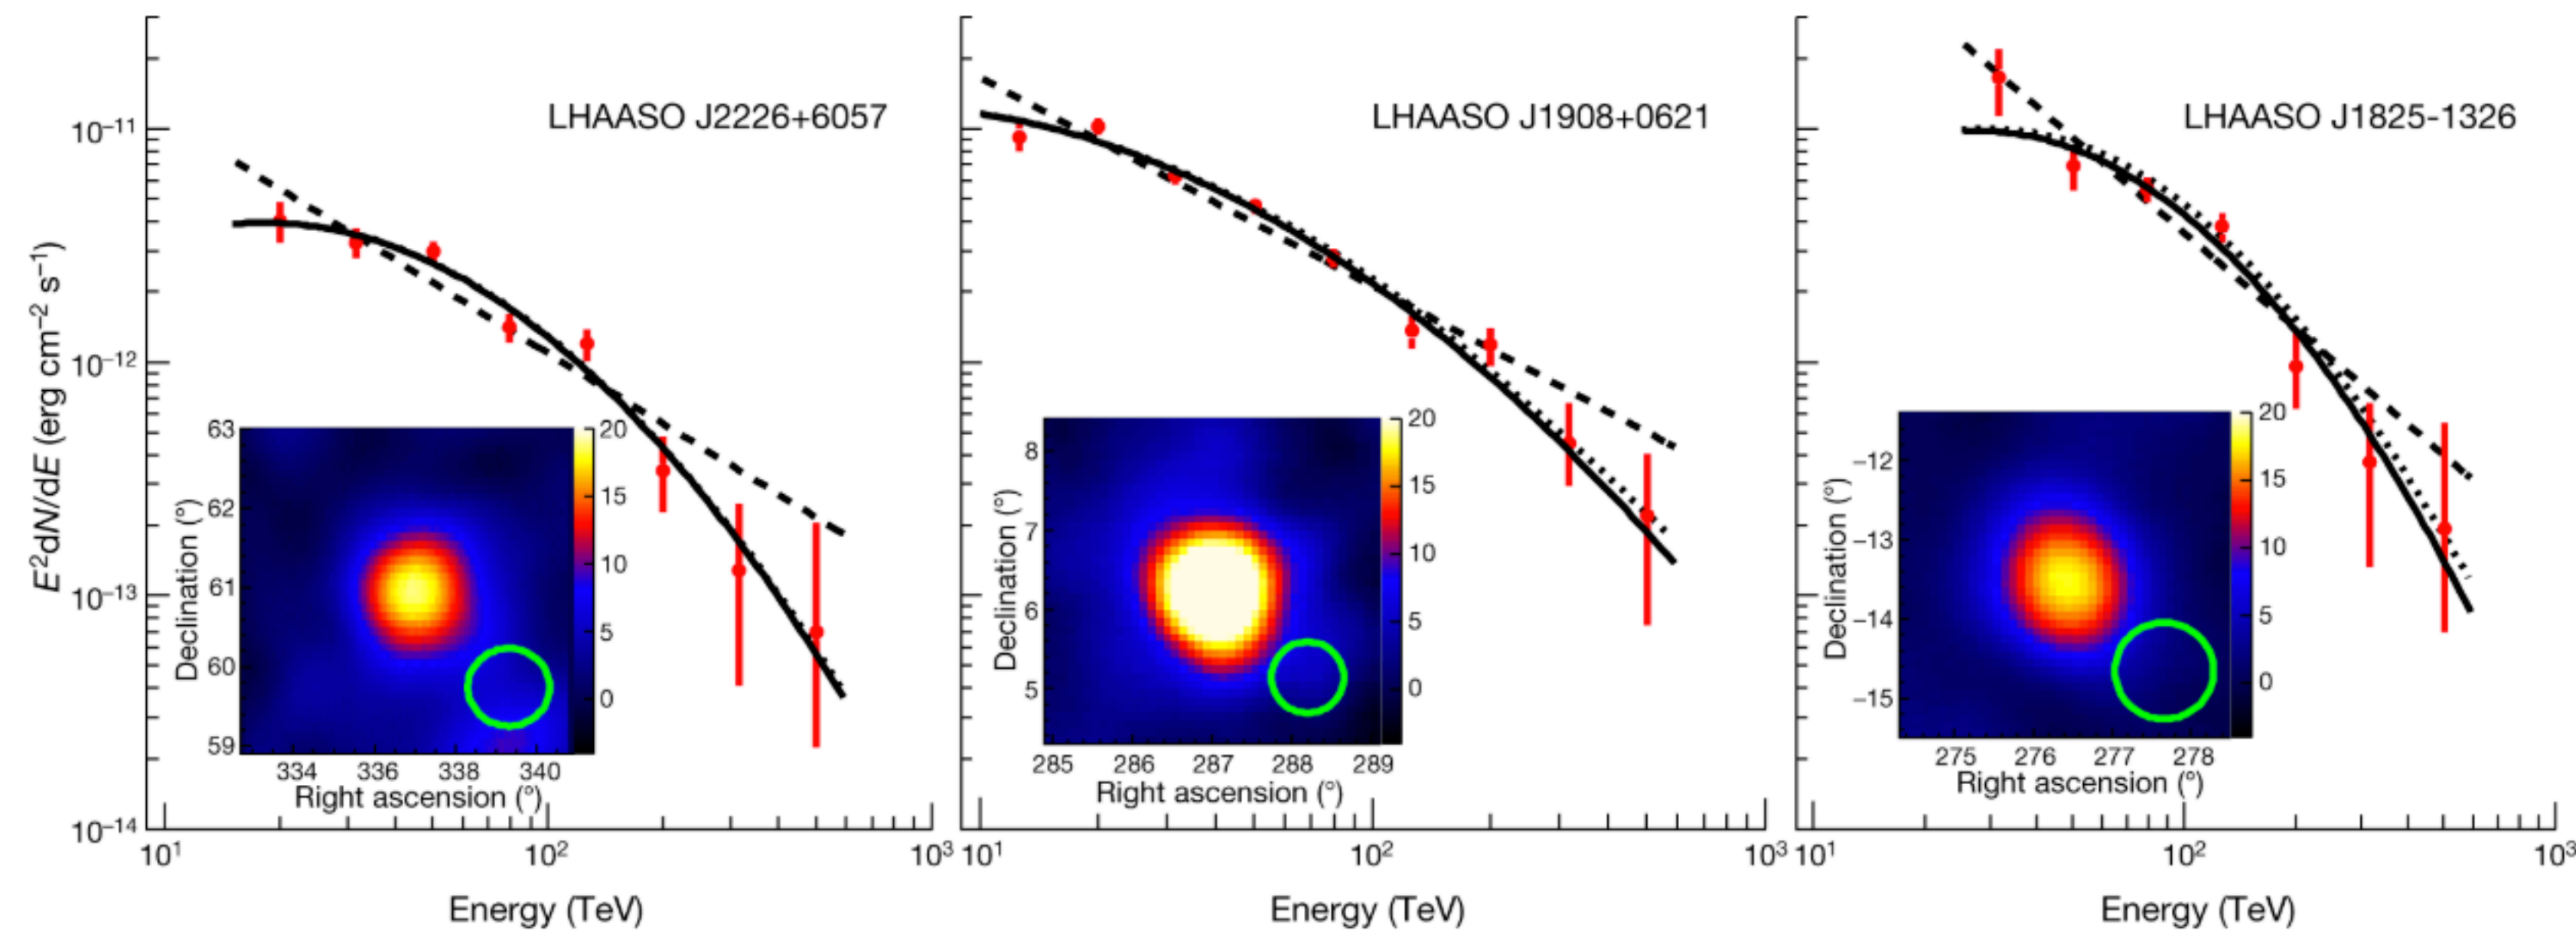 LHAASO J2226+6057
LHAASO J1908+0621
LHAASO J1825-1326
E²dN/dE (erg cm⁻² s⁻¹)
10⁻¹¹
10⁻¹²
10⁻¹³
10⁻¹⁴
63
62
61
60
59
Declination (°)
334 336 338 340
Right ascension (°)
20
15
10
5
0
8
7
6
5
Declination (°)
285 286 287 288 289
Right ascension (°)
20
15
10
5
0
−12
−13
−14
−15
Declination (°)
275 276 277 278
Right ascension (°)
20
15
10
5
0
10¹ 10² 10³
10¹ 10² 10³
10¹ 10² 10³
Energy (TeV)
Energy (TeV)
Energy (TeV)